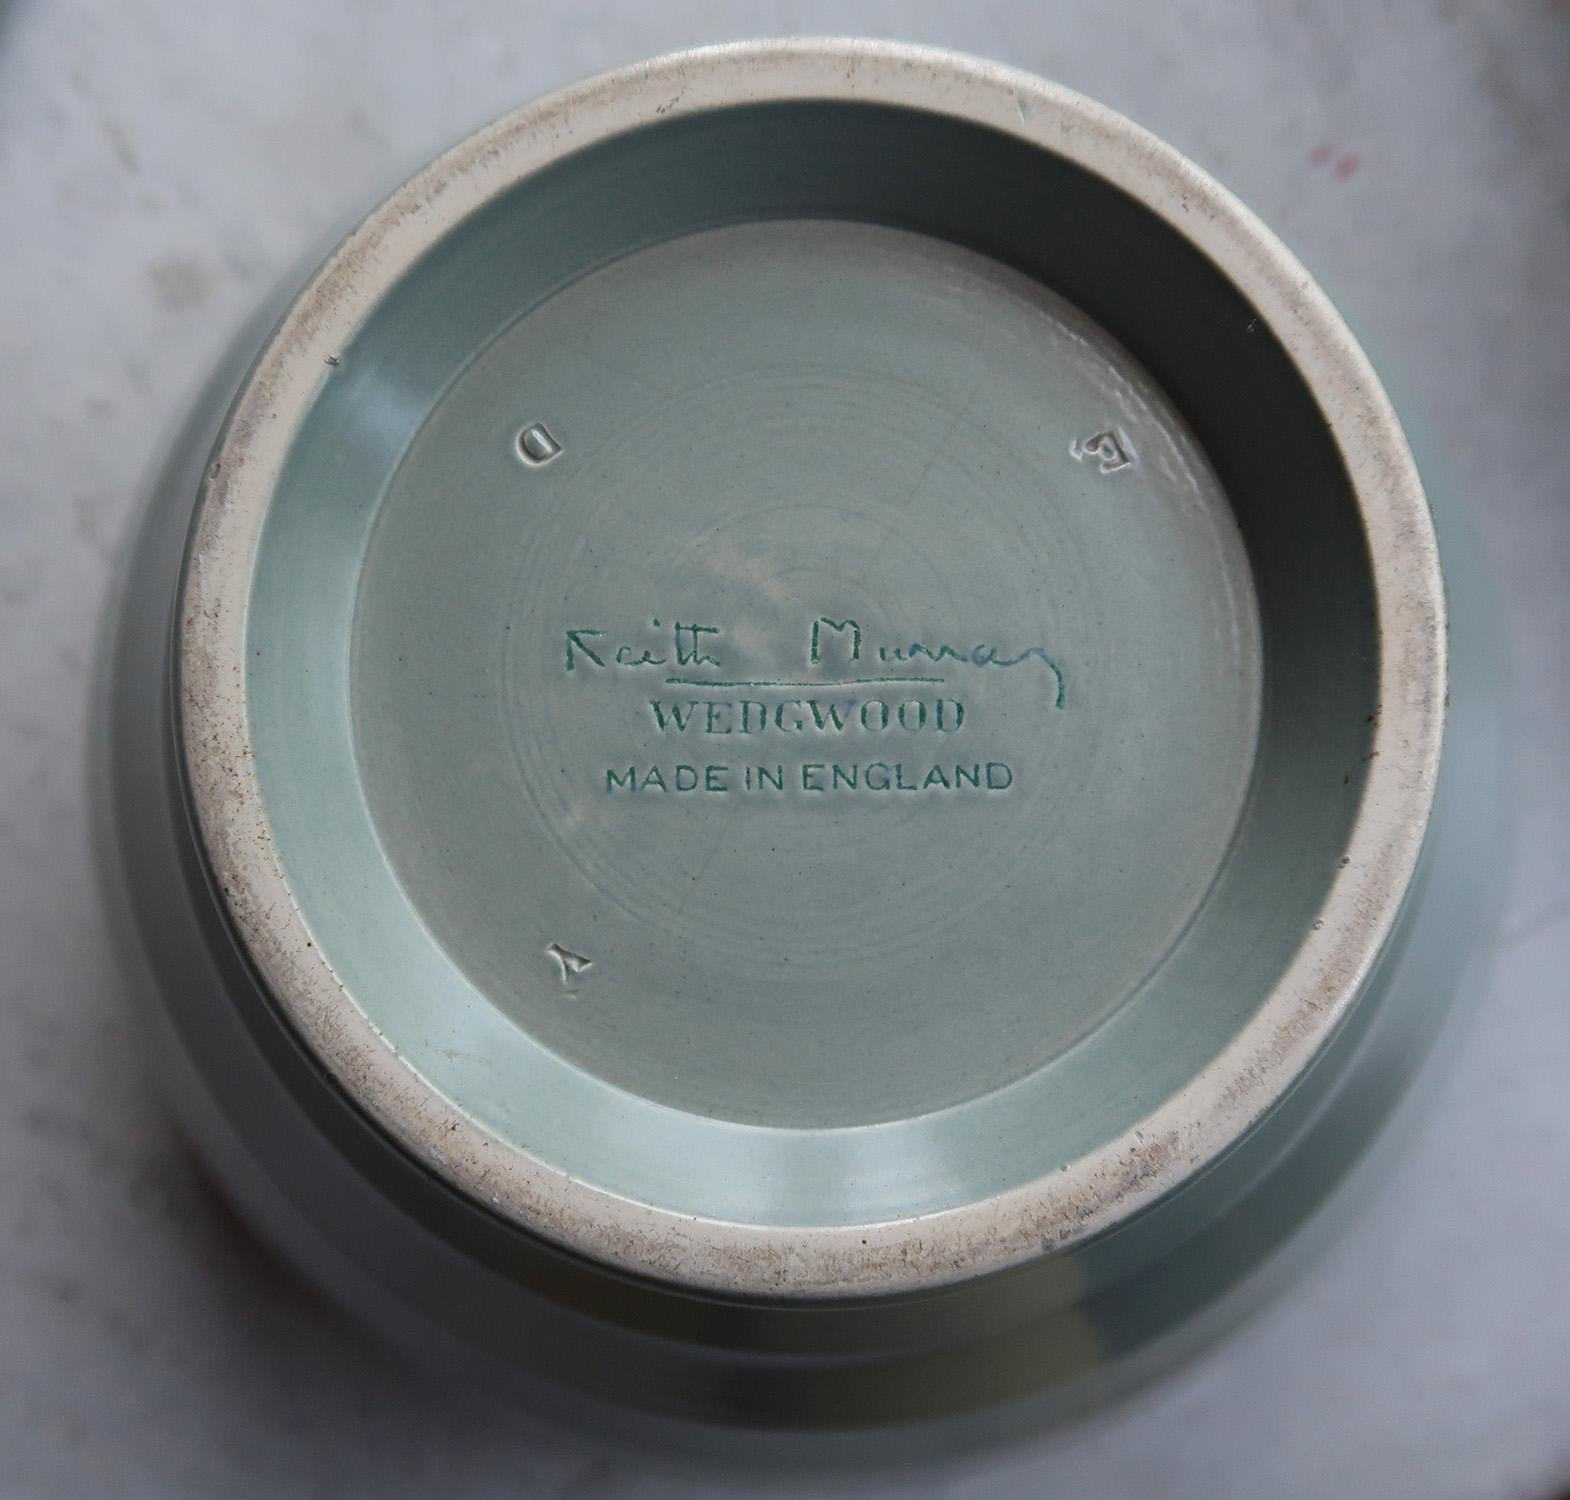 D
E
Keith Murray
WEDGWOOD
MADE IN ENGLAND
Y